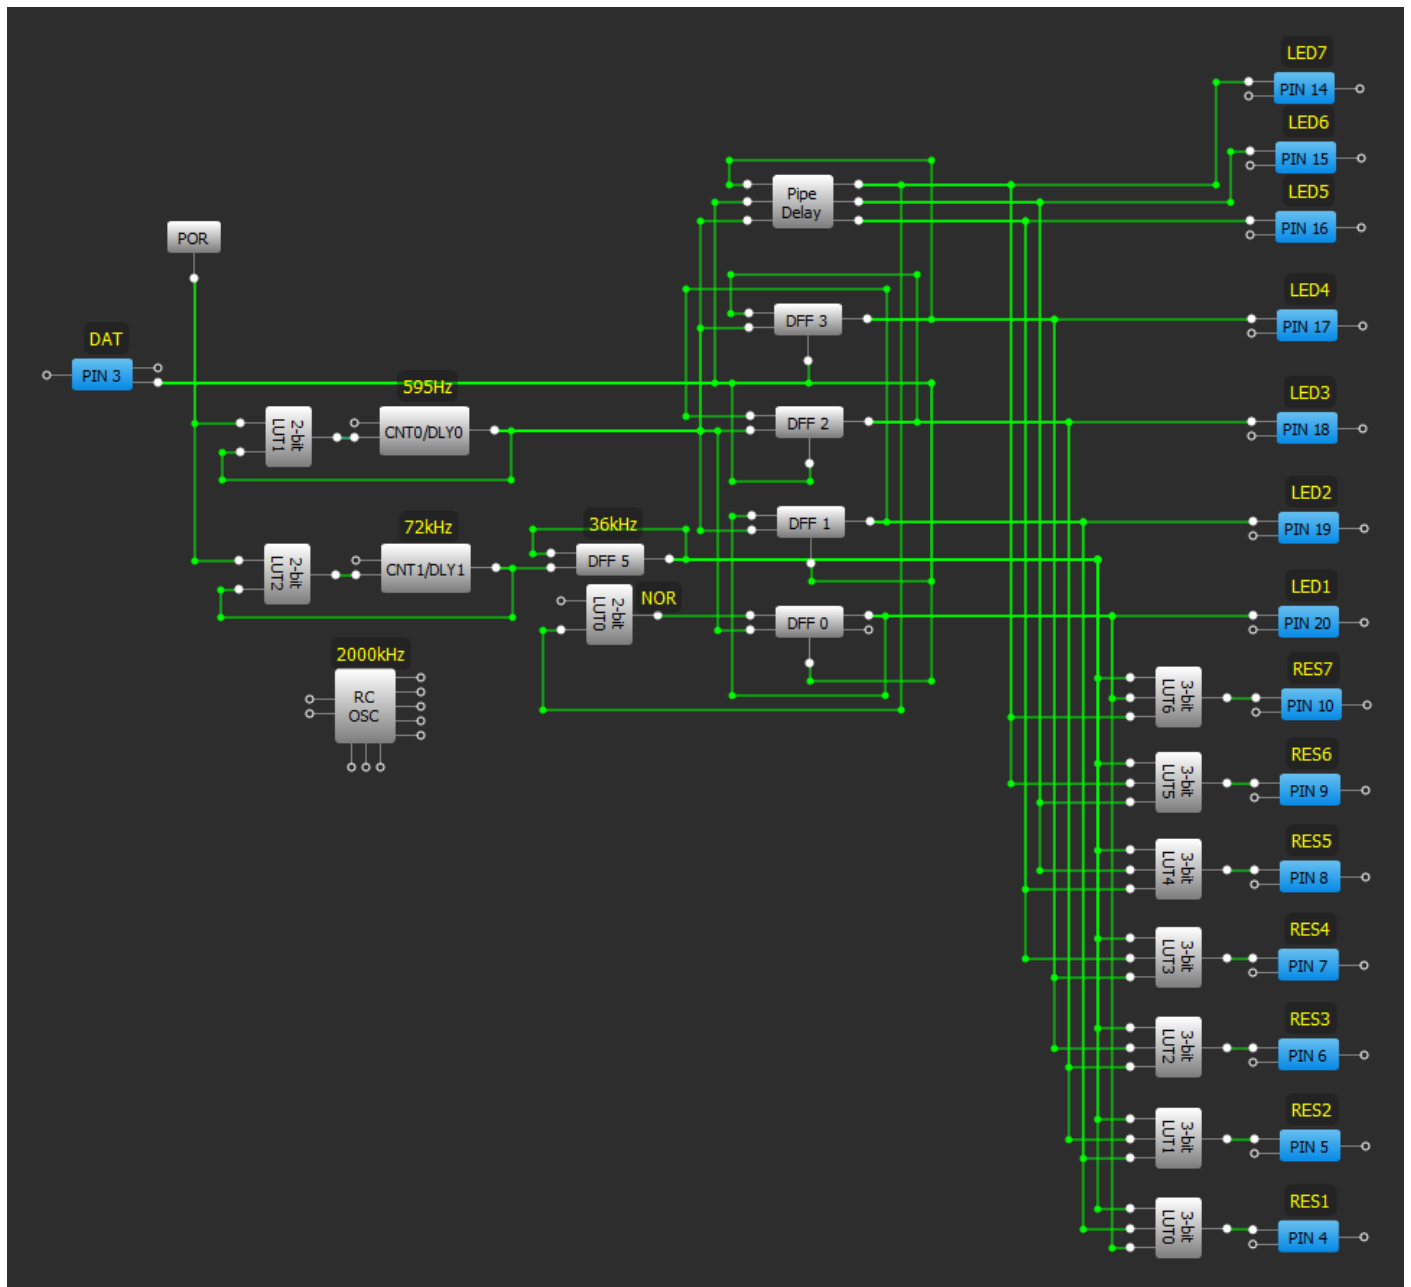 LED7
PIN 14
LED6
PIN 15
LED5
PIN 16
Pipe
Delay
POR
LED4
PIN 17
DFF 3
DAT
PIN 3
595Hz
LED3
PIN 18
DFF 2
2-bit
LUT1
CNT0/DLY0
LED2
PIN 19
DFF 1
72kHz
36kHz
2-bit
LUT2
CNT1/DLY1
DFF 5
LED1
PIN 20
NOR
2-bit
LUT0
DFF 0
2000kHz
RC
OSC
RES7
3-bit
LUT6
PIN 10
RES6
3-bit
LUT5
PIN 9
RES5
3-bit
LUT4
PIN 8
RES4
3-bit
LUT3
PIN 7
RES3
3-bit
LUT2
PIN 6
RES2
3-bit
LUT1
PIN 5
RES1
3-bit
LUT0
PIN 4